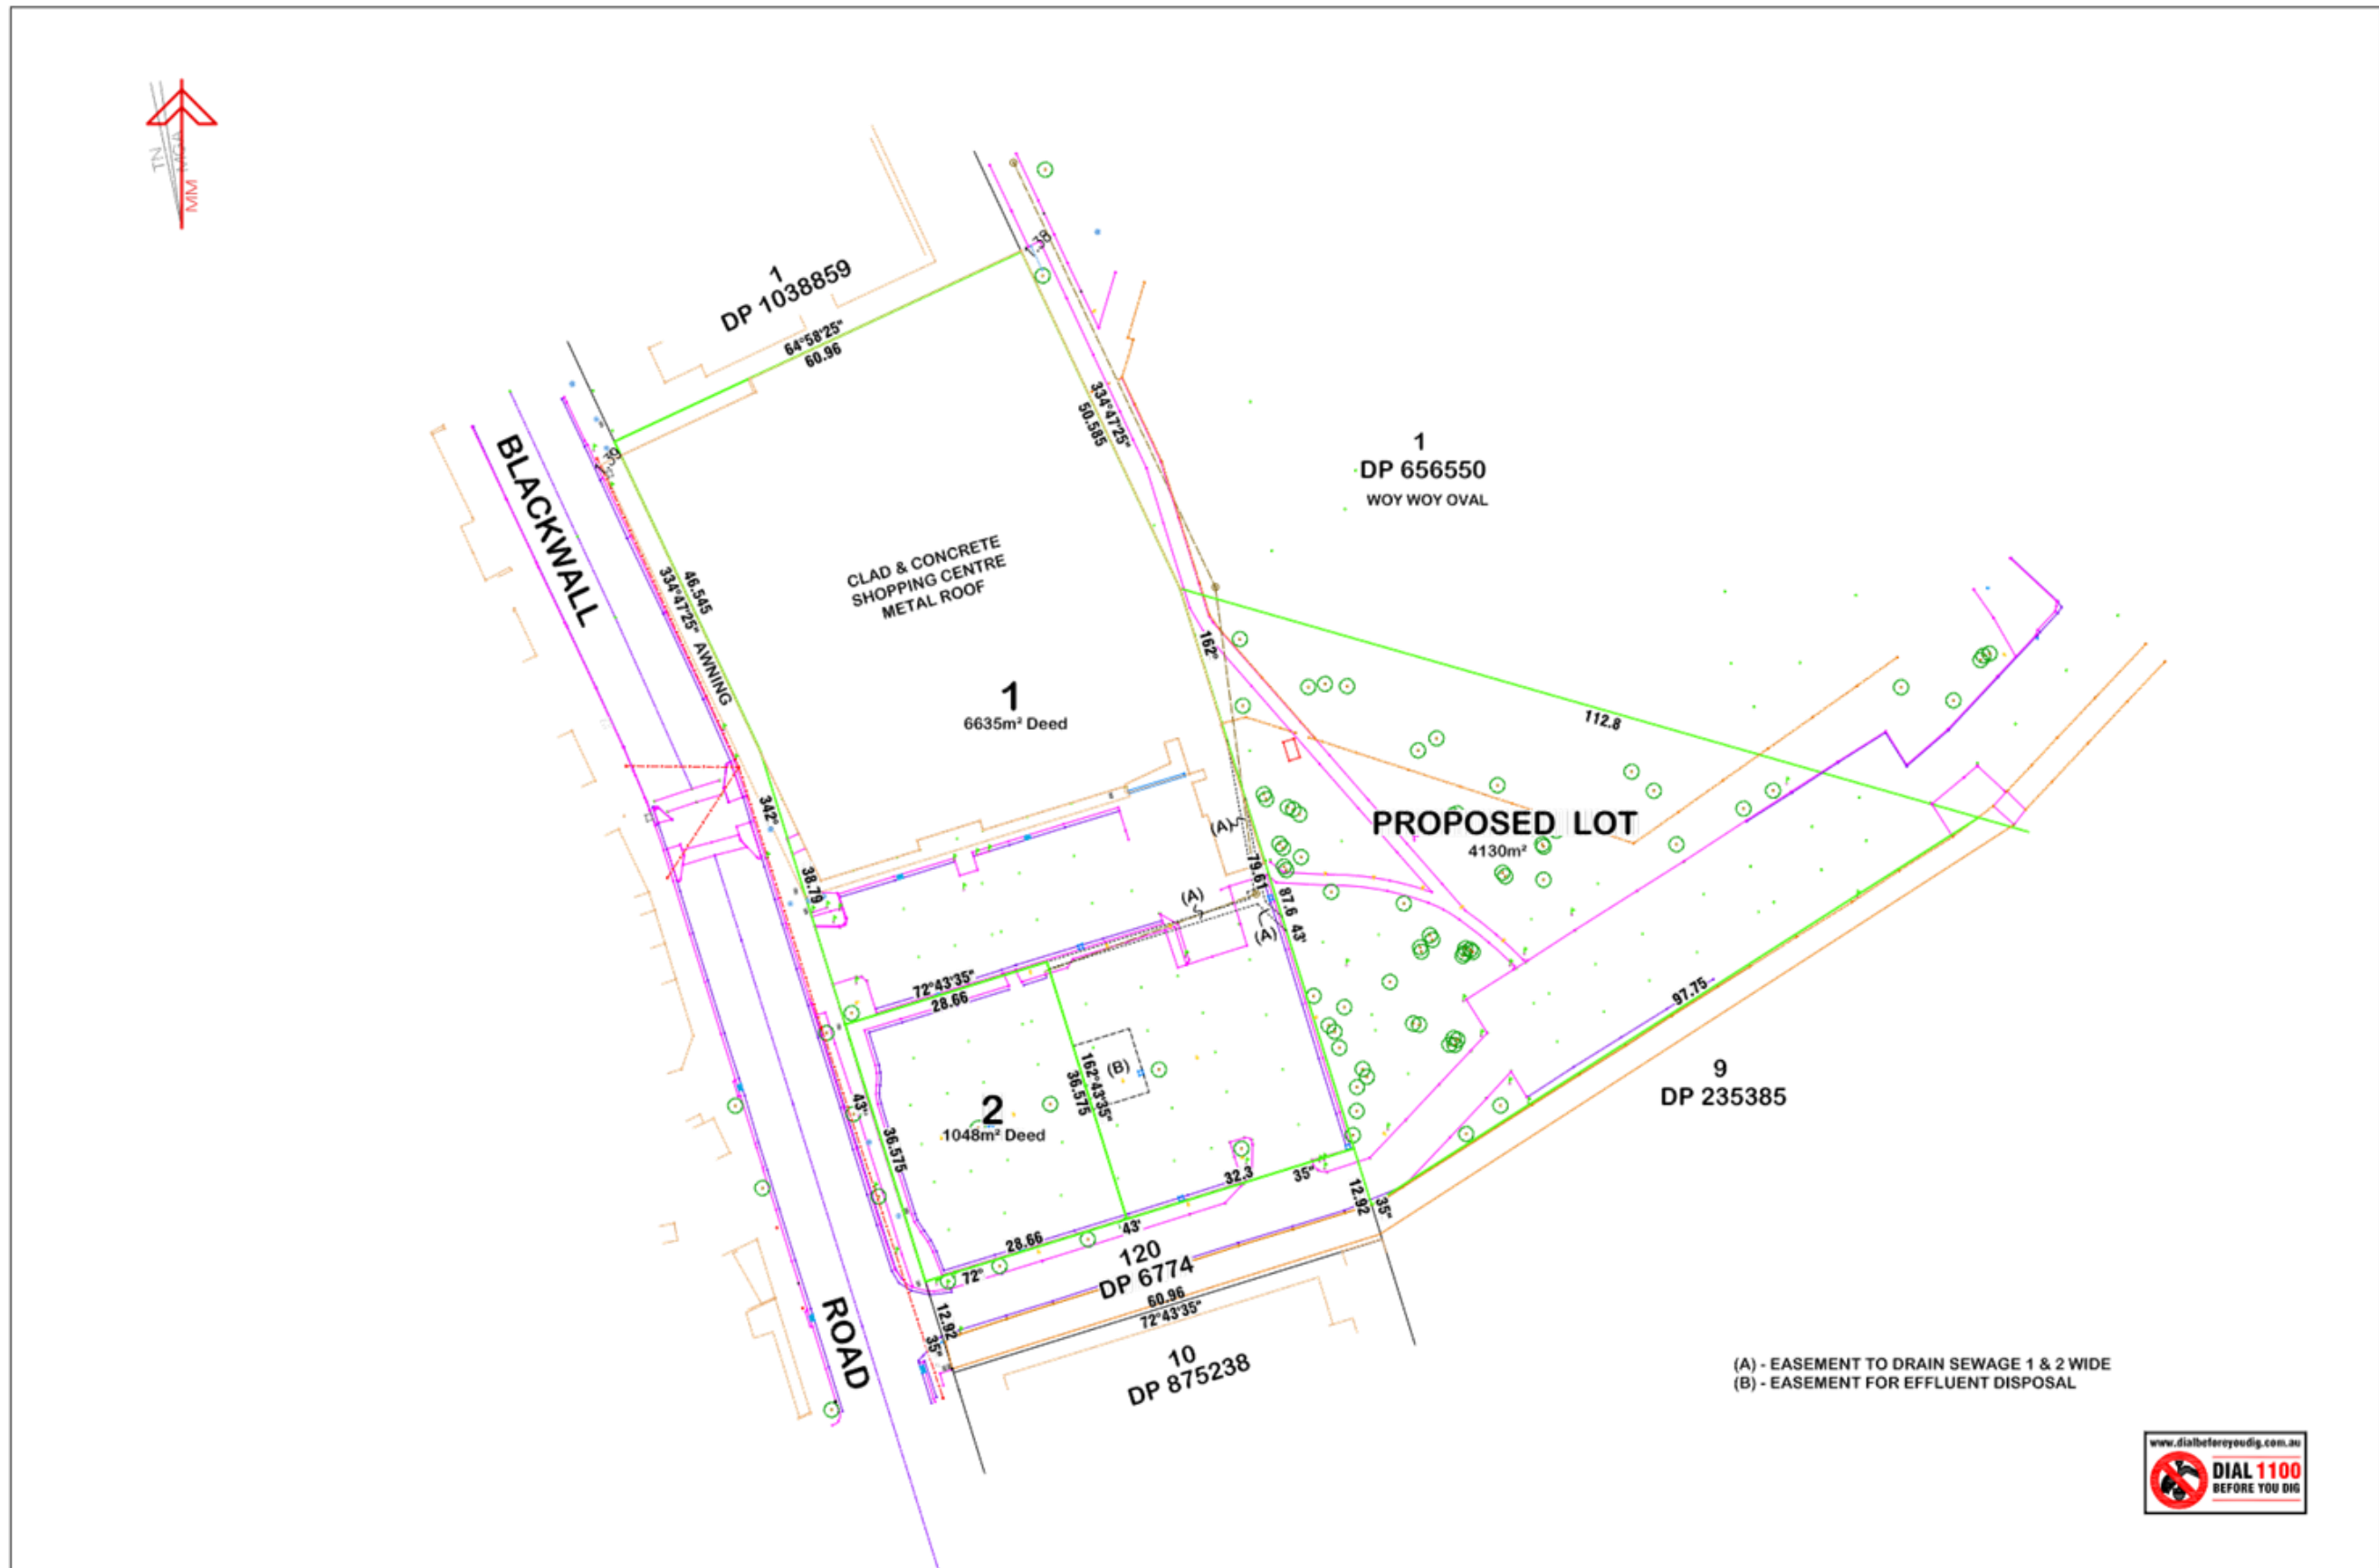 TN
MM
1
DP 1038859
64°58'25"
60.96
50.585
334°47'25"
1
DP 656550
WOY WOY OVAL
BLACKWALL
46.545
334°47'25"
AWNING
CLAD & CONCRETE
SHOPPING CENTRE
METAL ROOF
1
6635m² Deed
162°
112.8
342°
38.79
(A)
PROPOSED LOT
4130m²
79.61
87.6
43'
(A)
(A)
72°43'35"
28.66
97.75
162°43'35"
36.575
(B)
2
1048m² Deed
43'
36.575
9
DP 235385
32.3
35"
12.92
35"
28.66
43'
72°
120
DP 6774
60.96
72°43'35"
12.92
35"
ROAD
10
DP 875238
(A) - EASEMENT TO DRAIN SEWAGE 1 & 2 WIDE
(B) - EASEMENT FOR EFFLUENT DISPOSAL
www.dialbeforeyoudig.com.au
DIAL 1100
BEFORE YOU DIG